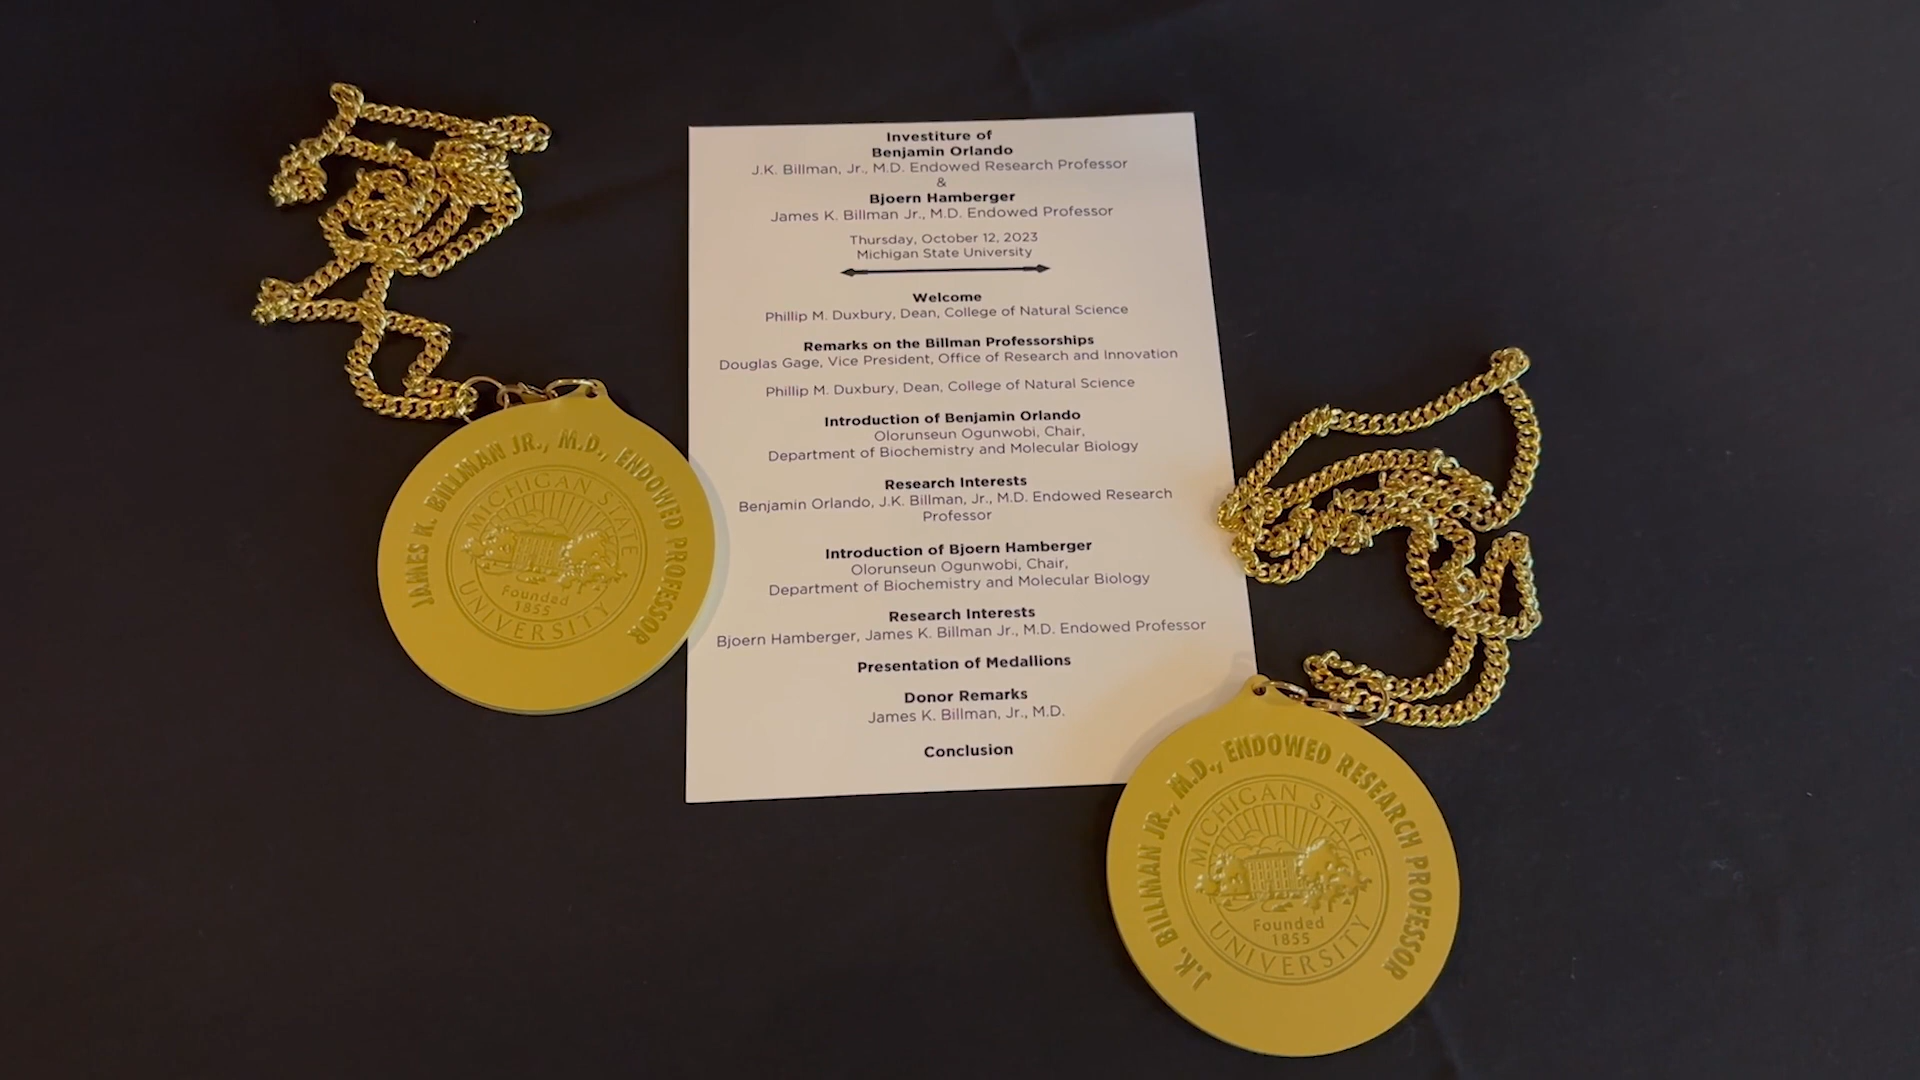 Investiture of
Benjamin Orlando
J.K. Billman, Jr., M.D. Endowed Research Professor
&
Bjoern Hamberger
James K. Billman Jr., M.D. Endowed Professor
Thursday, October 12, 2023
Michigan State University
Welcome
Phillip M. Duxbury, Dean, College of Natural Science
Remarks on the Billman Professorships
Douglas Gage, Vice President, Office of Research and Innovation
Phillip M. Duxbury, Dean, College of Natural Science
Introduction of Benjamin Orlando
Olorunseun Ogunwobi, Chair,
Department of Biochemistry and Molecular Biology
Research Interests
Benjamin Orlando, J.K. Billman, Jr., M.D. Endowed Research
Professor
Introduction of Bjoern Hamberger
Olorunseun Ogunwobi, Chair,
Department of Biochemistry and Molecular Biology
Research Interests
Bjoern Hamberger, James K. Billman Jr., M.D. Endowed Professor
Presentation of Medallions
Donor Remarks
James K. Billman, Jr., M.D.
Conclusion
JAMES K. BILLMAN JR., M.D., ENDOWED PROFESSOR
MICHIGAN STATE
UNIVERSITY
Founded
1855
J.K. BILLMAN JR., M.D., ENDOWED RESEARCH PROFESSOR
MICHIGAN STATE
UNIVERSITY
Founded
1855